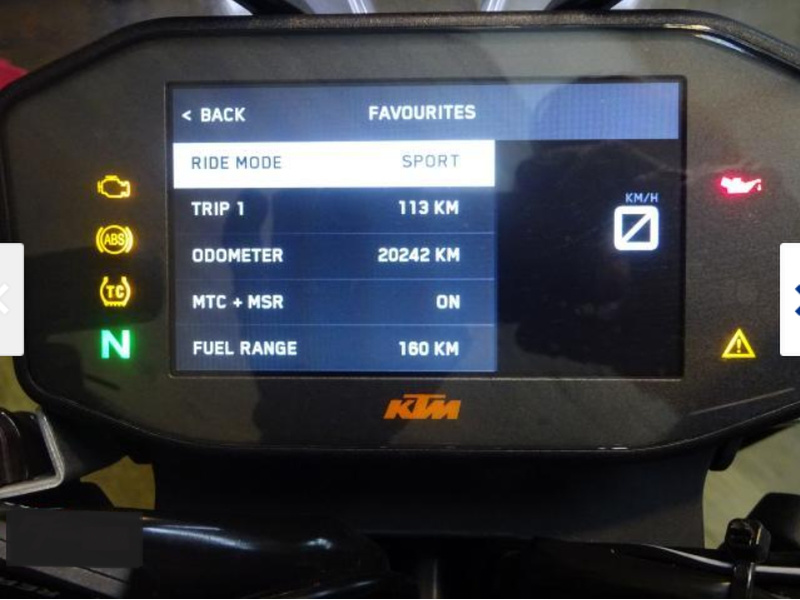 < BACK FAVOURITES
RIDE MODE SPORT
TRIP 1 113 KM
ODOMETER 20242 KM
MTC + MSR ON
FUEL RANGE 160 KM
KM/H
0
ABS
TC
N
KTM